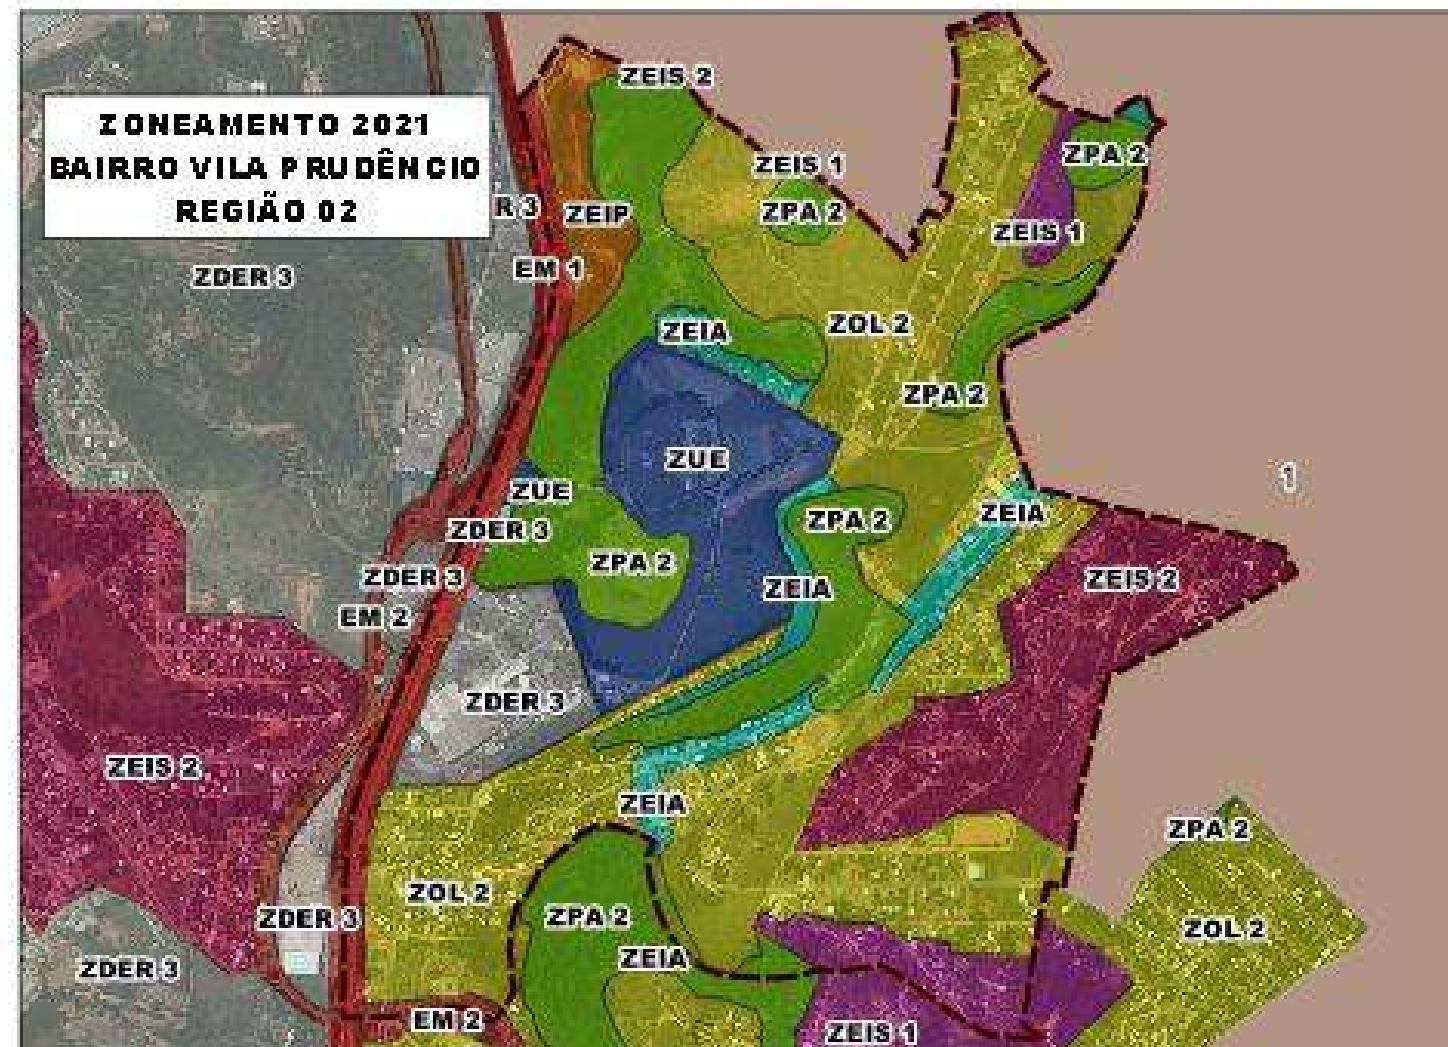 ZONEAMENTO 2021
BAIRRO VILA PRUDÊNCIO
REGIÃO 02
ZEIS 2
ZPA 2
ZEIS 1
R 3
ZEIP
ZPA 2
ZEIS 1
EM 1
ZDER 3
ZEIA
ZOL 2
ZPA 2
ZUE
1
ZUE
ZEIA
ZDER 3
ZPA 2
ZPA 2
ZDER 3
ZEIS 2
ZEIA
EM 2
ZDER 3
ZEIS 2
ZEIA
ZPA 2
ZOL 2
ZDER 3
ZPA 2
ZOL 2
ZEIA
ZDER 3
EM 2
ZEIS 1